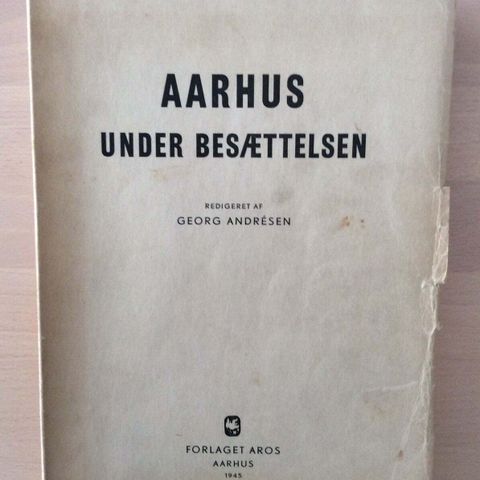 AARHUS
UNDER BESÆTTELSEN
REDIGERET AF
GEORG ANDRÉSEN
FORLAGET AROS
AARHUS
1945